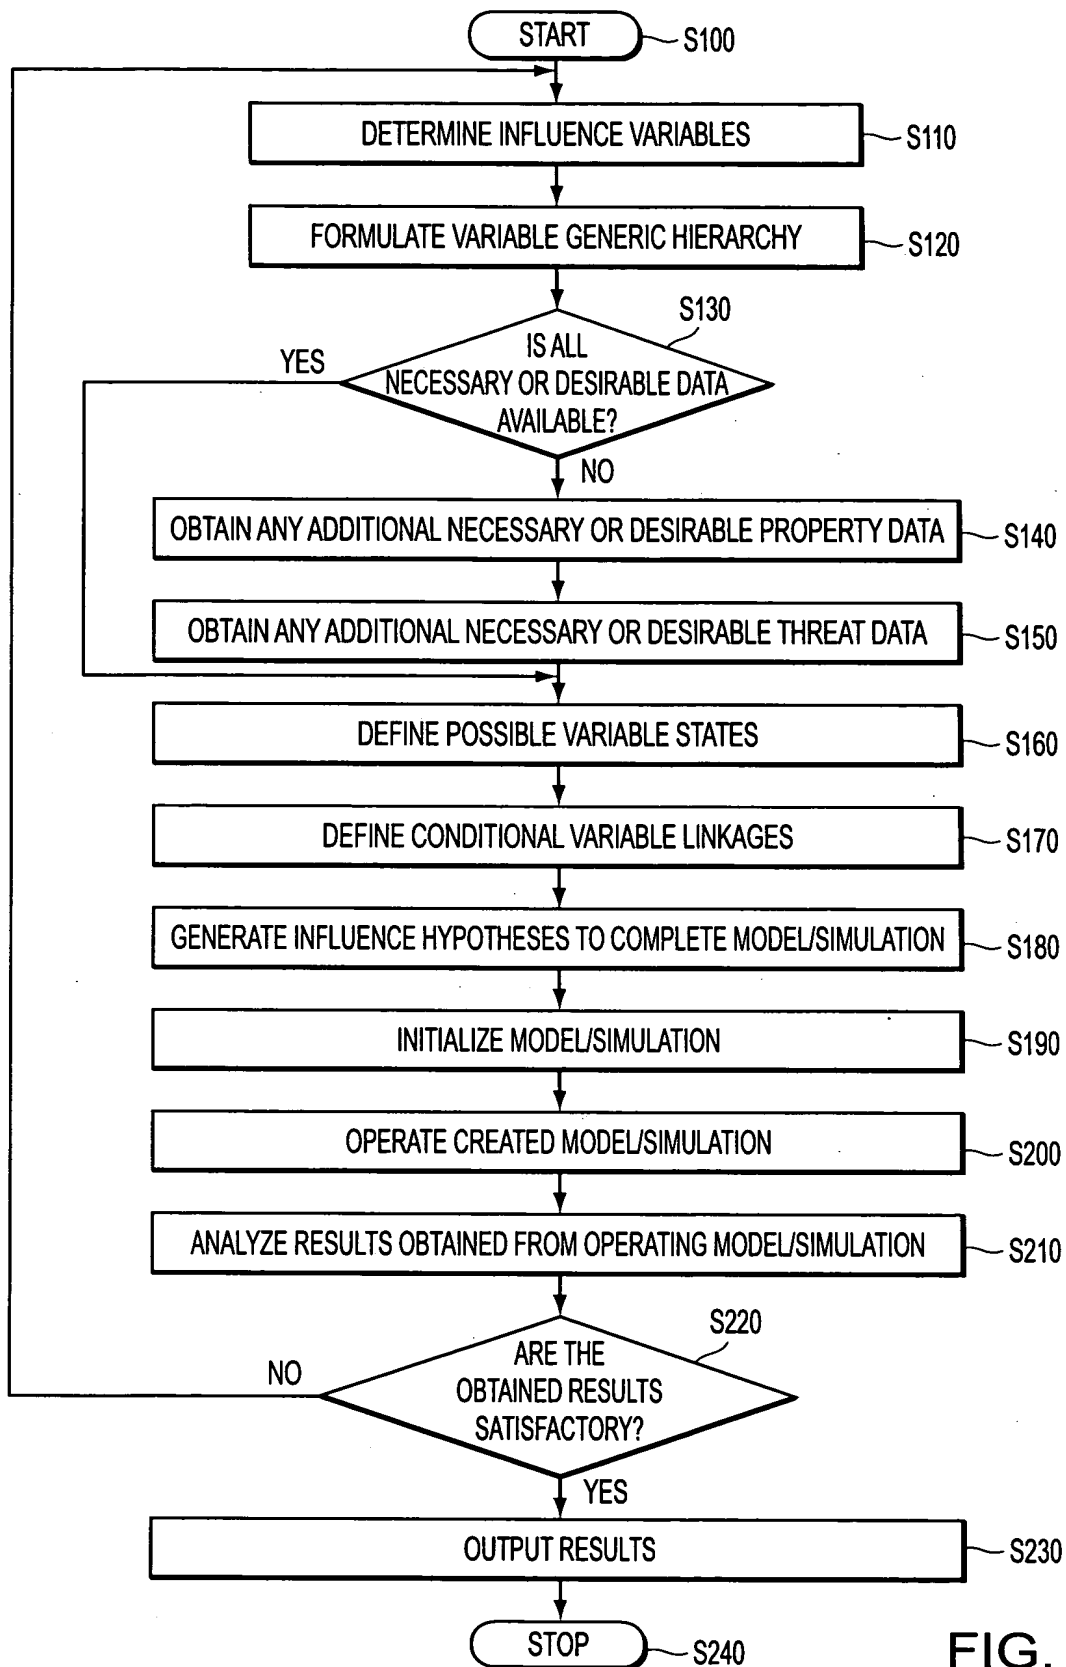 START
S100
DETERMINE INFLUENCE VARIABLES
S110
FORMULATE VARIABLE GENERIC HIERARCHY
S120
S130
YES
IS ALL
NECESSARY OR DESIRABLE DATA
AVAILABLE?
NO
OBTAIN ANY ADDITIONAL NECESSARY OR DESIRABLE PROPERTY DATA
S140
OBTAIN ANY ADDITIONAL NECESSARY OR DESIRABLE THREAT DATA
S150
DEFINE POSSIBLE VARIABLE STATES
S160
DEFINE CONDITIONAL VARIABLE LINKAGES
S170
GENERATE INFLUENCE HYPOTHESES TO COMPLETE MODEL/SIMULATION
S180
INITIALIZE MODEL/SIMULATION
S190
OPERATE CREATED MODEL/SIMULATION
S200
ANALYZE RESULTS OBTAINED FROM OPERATING MODEL/SIMULATION
S210
S220
NO
ARE THE
OBTAINED RESULTS
SATISFACTORY?
YES
OUTPUT RESULTS
S230
STOP
S240
FIG.